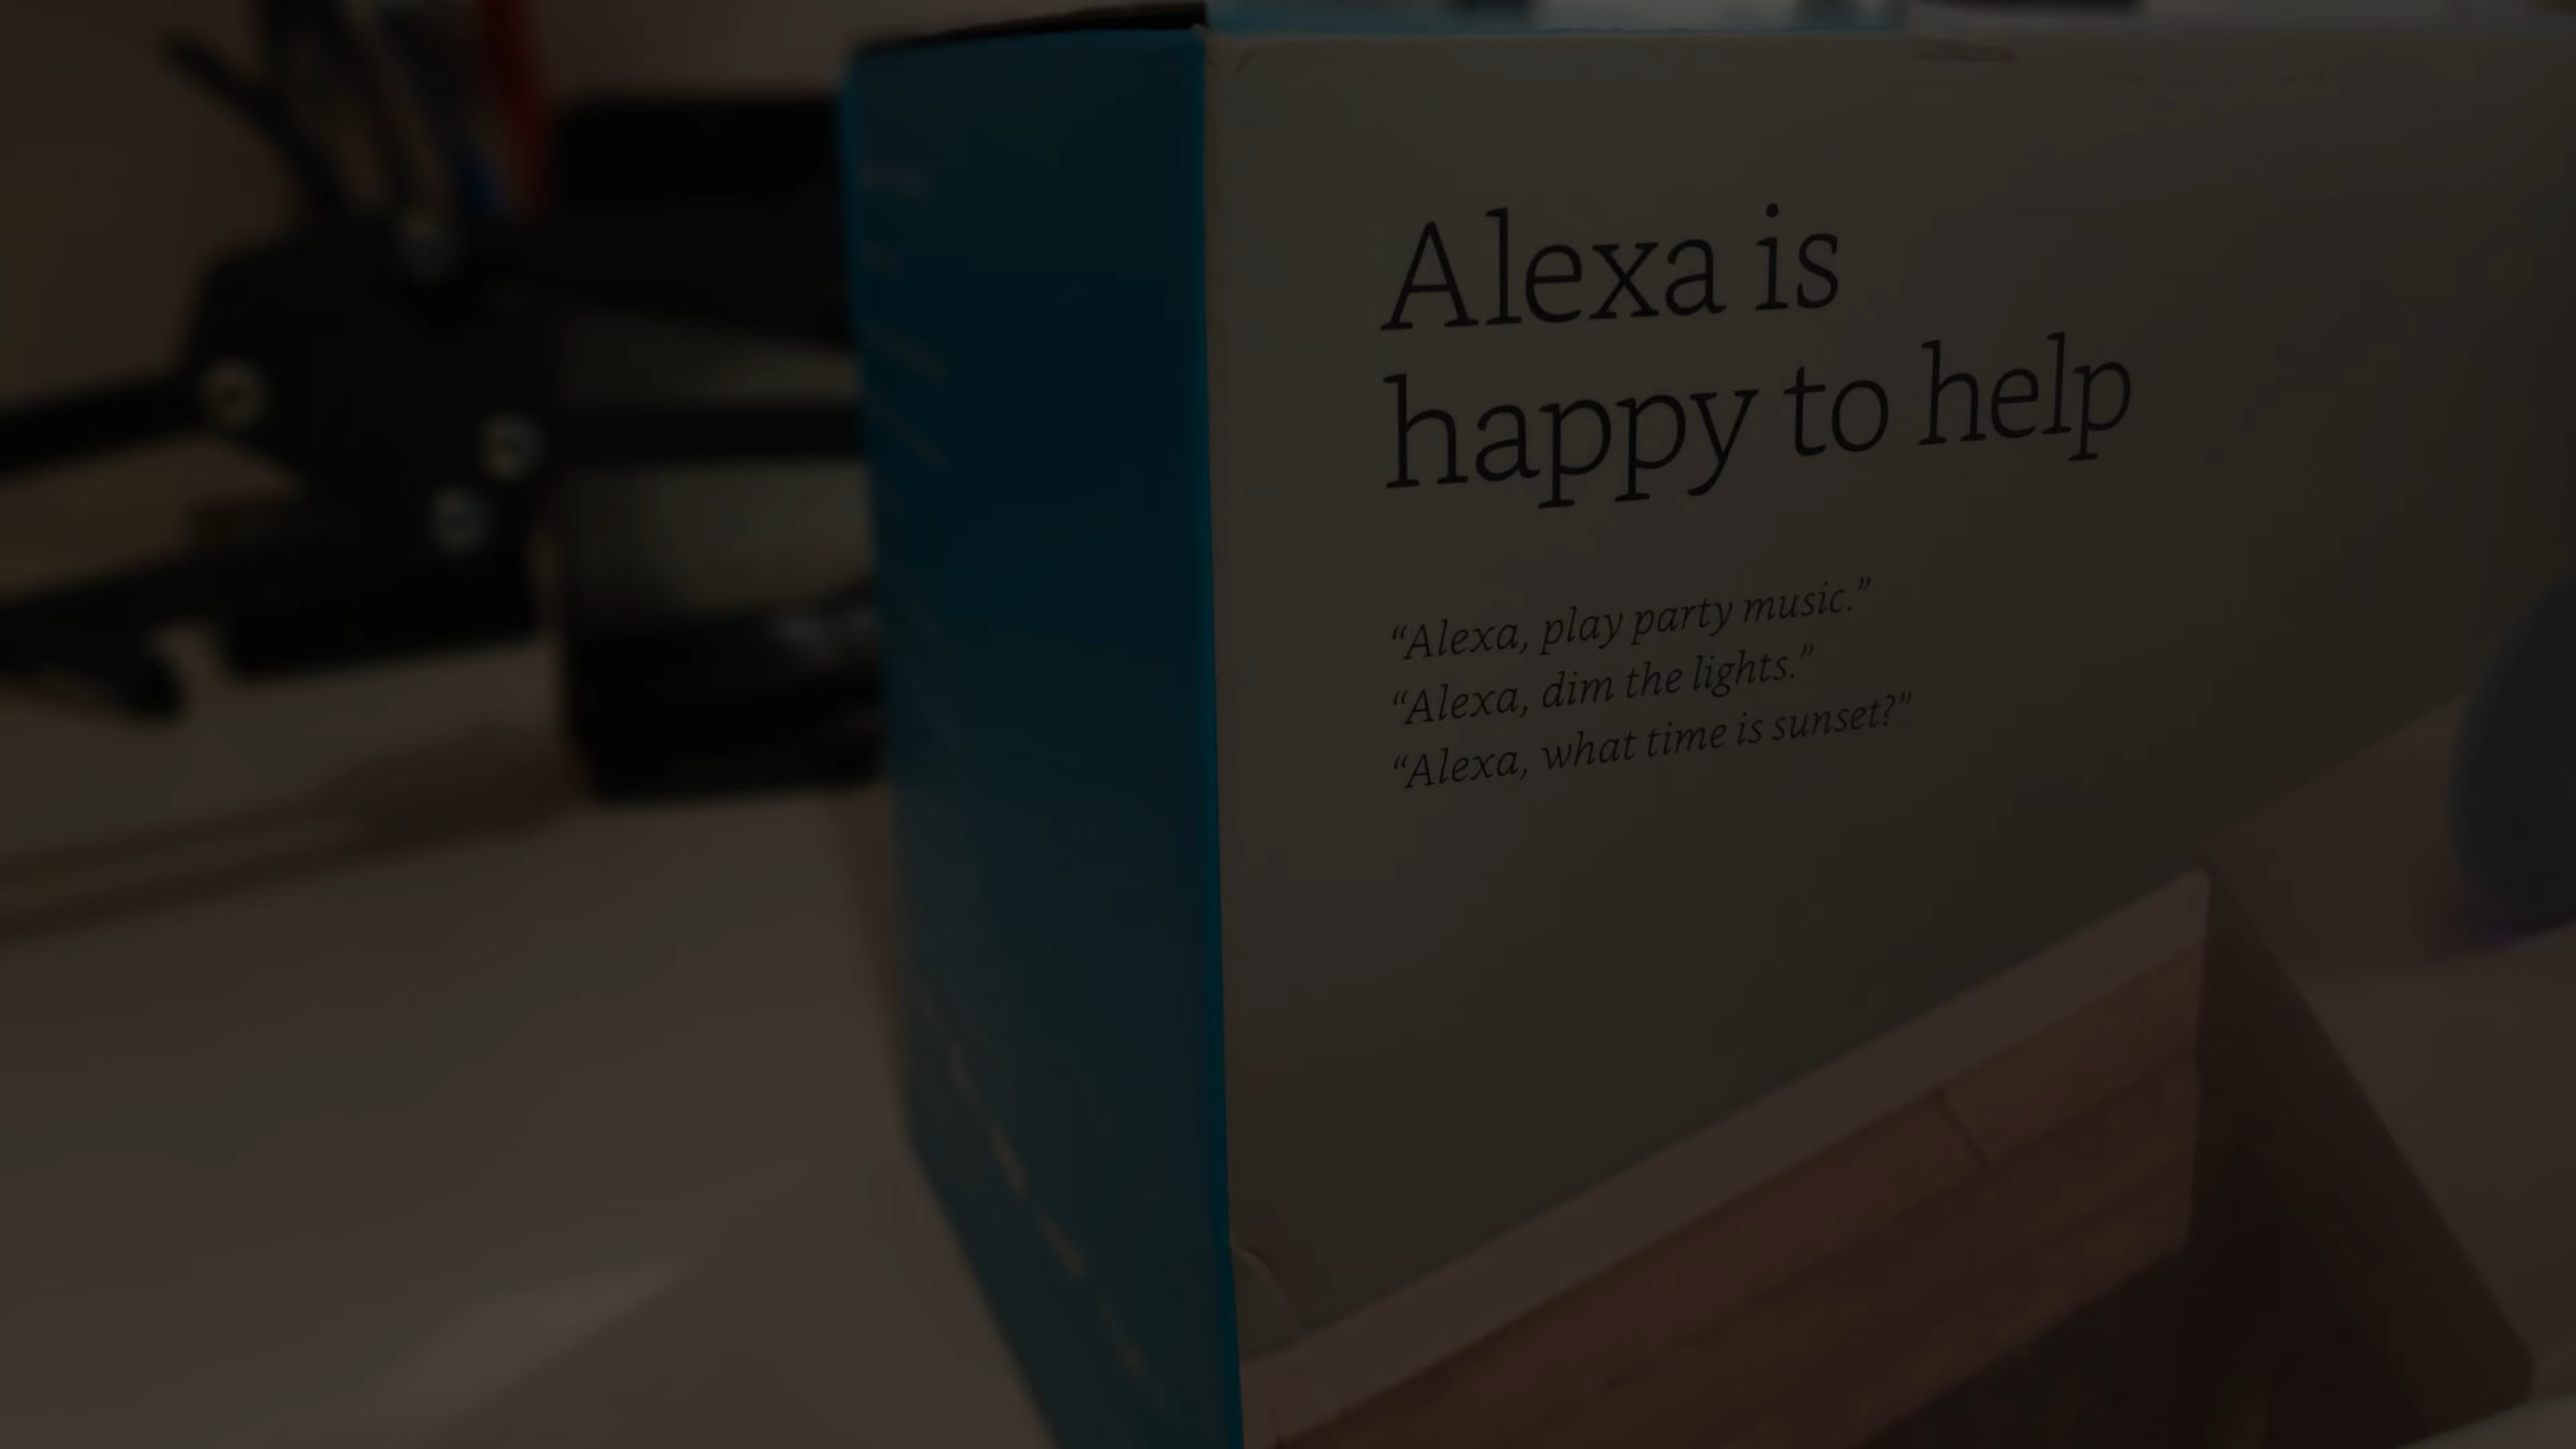 Alexa is
happy to help
“Alexa, play party music.”
“Alexa, dim the lights.”
“Alexa, what time is sunset?”